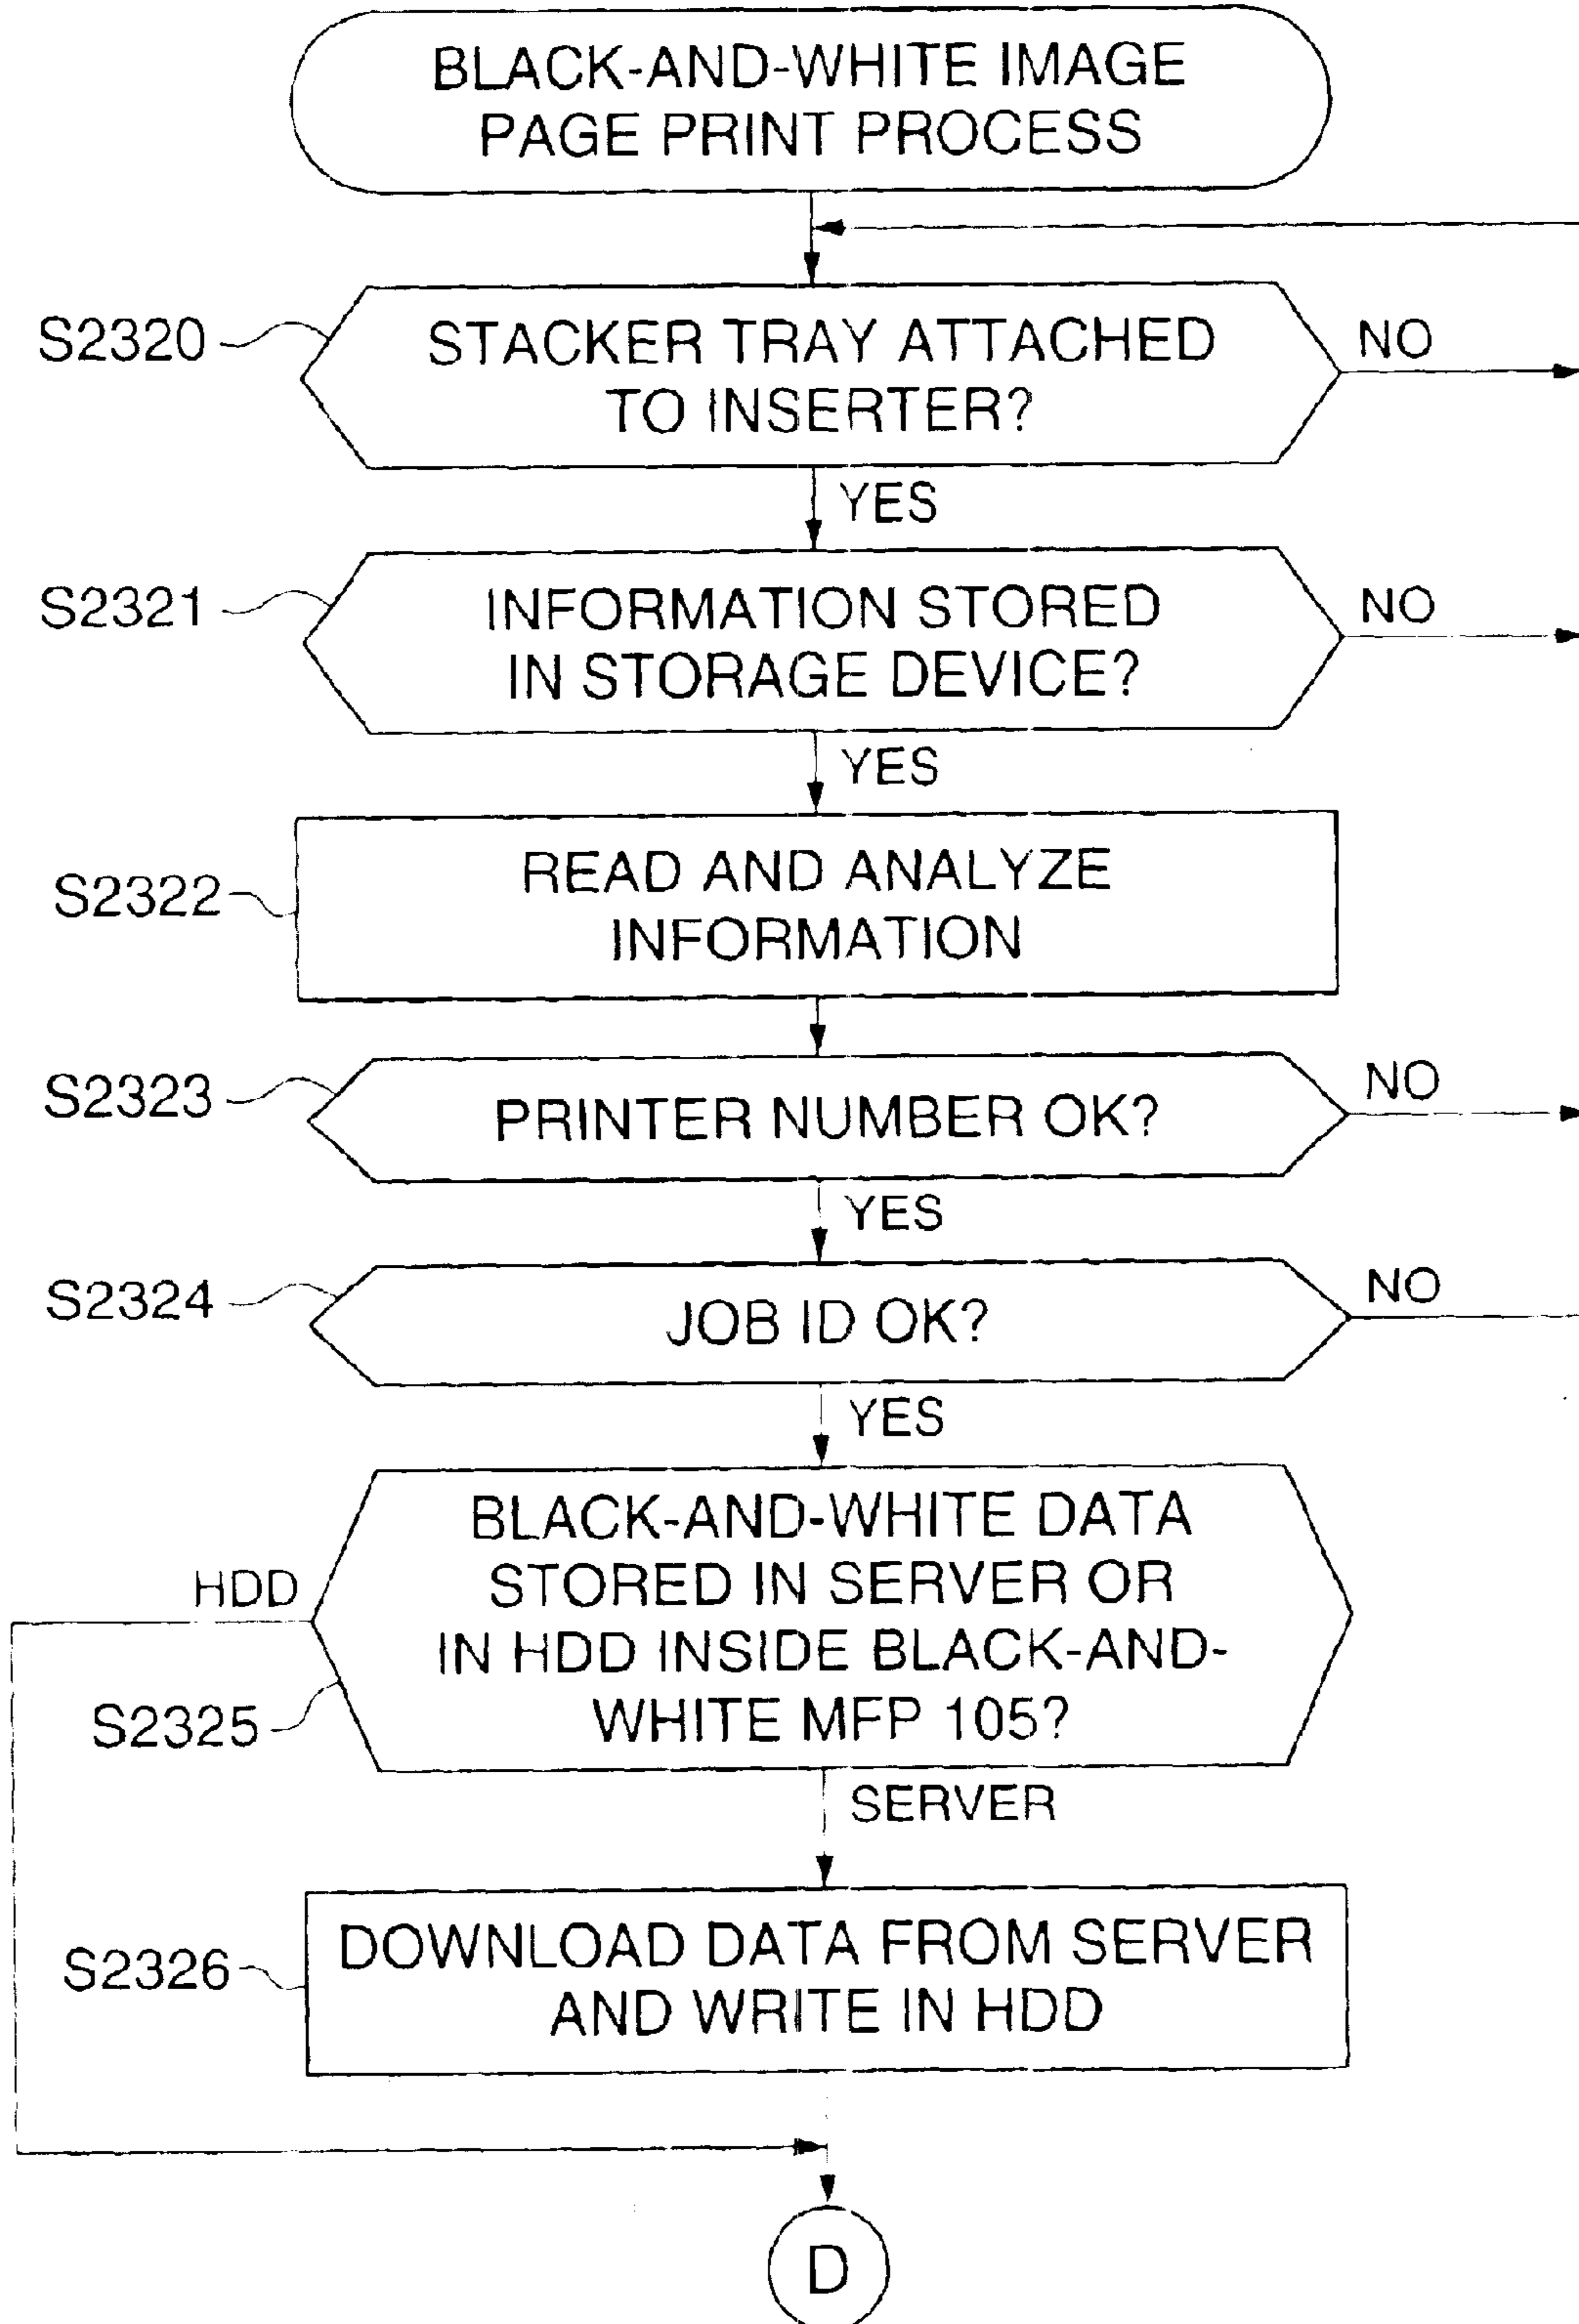 BLACK-AND-WHITE IMAGE
PAGE PRINT PROCESS
S2320
STACKER TRAY ATTACHED
TO INSERTER?
NO
YES
S2321
INFORMATION STORED
IN STORAGE DEVICE?
NO
YES
S2322
READ AND ANALYZE
INFORMATION
S2323
PRINTER NUMBER OK?
NO
YES
S2324
JOB ID OK?
NO
YES
HDD
BLACK-AND-WHITE DATA
STORED IN SERVER OR
IN HDD INSIDE BLACK-AND-
WHITE MFP 105?
S2325
SERVER
S2326
DOWNLOAD DATA FROM SERVER
AND WRITE IN HDD
D